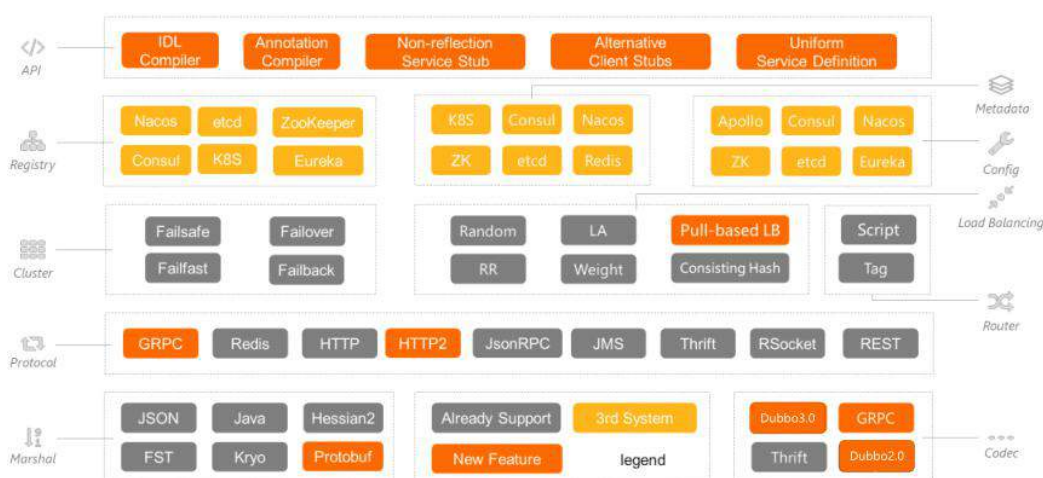 IDL
Compiler
Annotation
Compiler
Non-reflection
Service Stub
Alternative
Client Stubs
Uniform
Service Definition
API
Metadata
Nacos etcd ZooKeeper
Consul K8S Eureka
Registry
K8S Consul Nacos
ZK etcd Redis
Apollo Consul Nacos
ZK etcd Eureka
Config
Load Balancing
Failsafe Failover
Failfast Failback
Cluster
Random LA Pull-based LB
RR Weight Consisting Hash
Script
Tag
Router
GRPC Redis HTTP HTTP2 JsonRPC JMS Thrift RSocket REST
Protocol
JSON Java Hessian2
FST Kryo Protobuf
Marshal
Already Support 3rd System
New Feature legend
Dubbo3.0 GRPC
Thrift Dubbo2.0
Codec